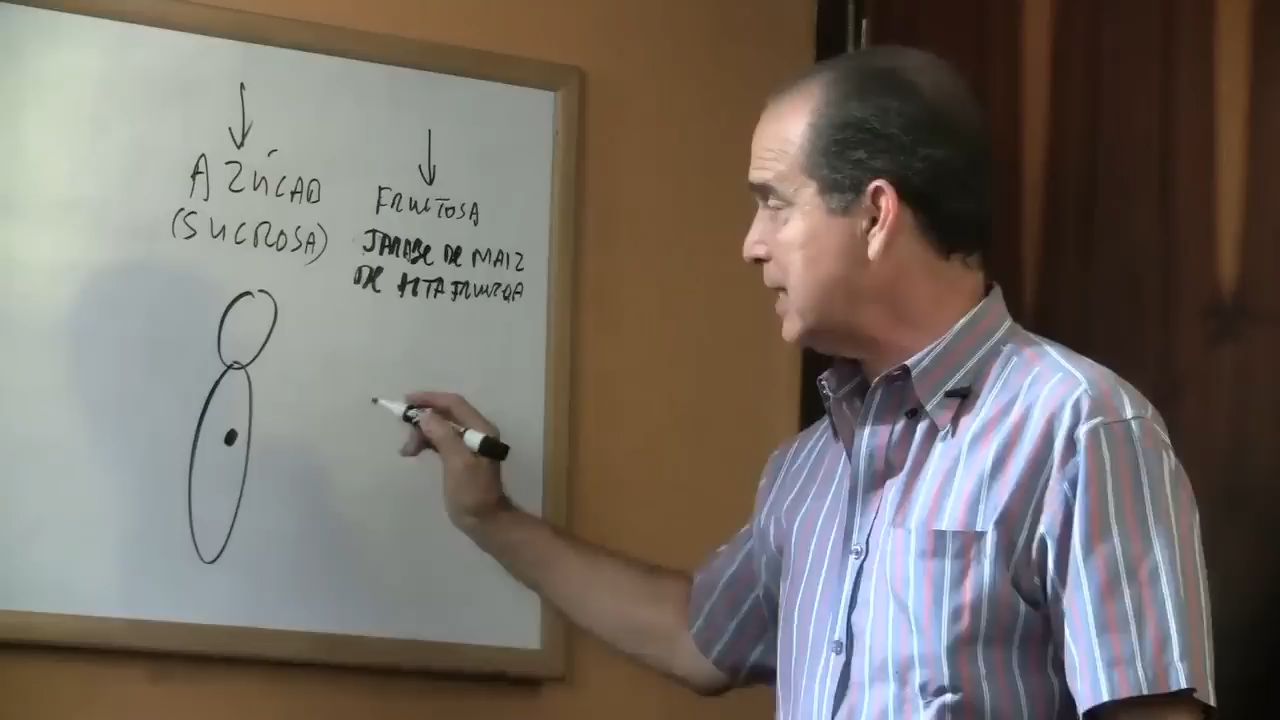 AZÚCAR
(SUCROSA)
FRUCTOSA
JARABE DE MAIZ
DE ALTA FRUCTOSA